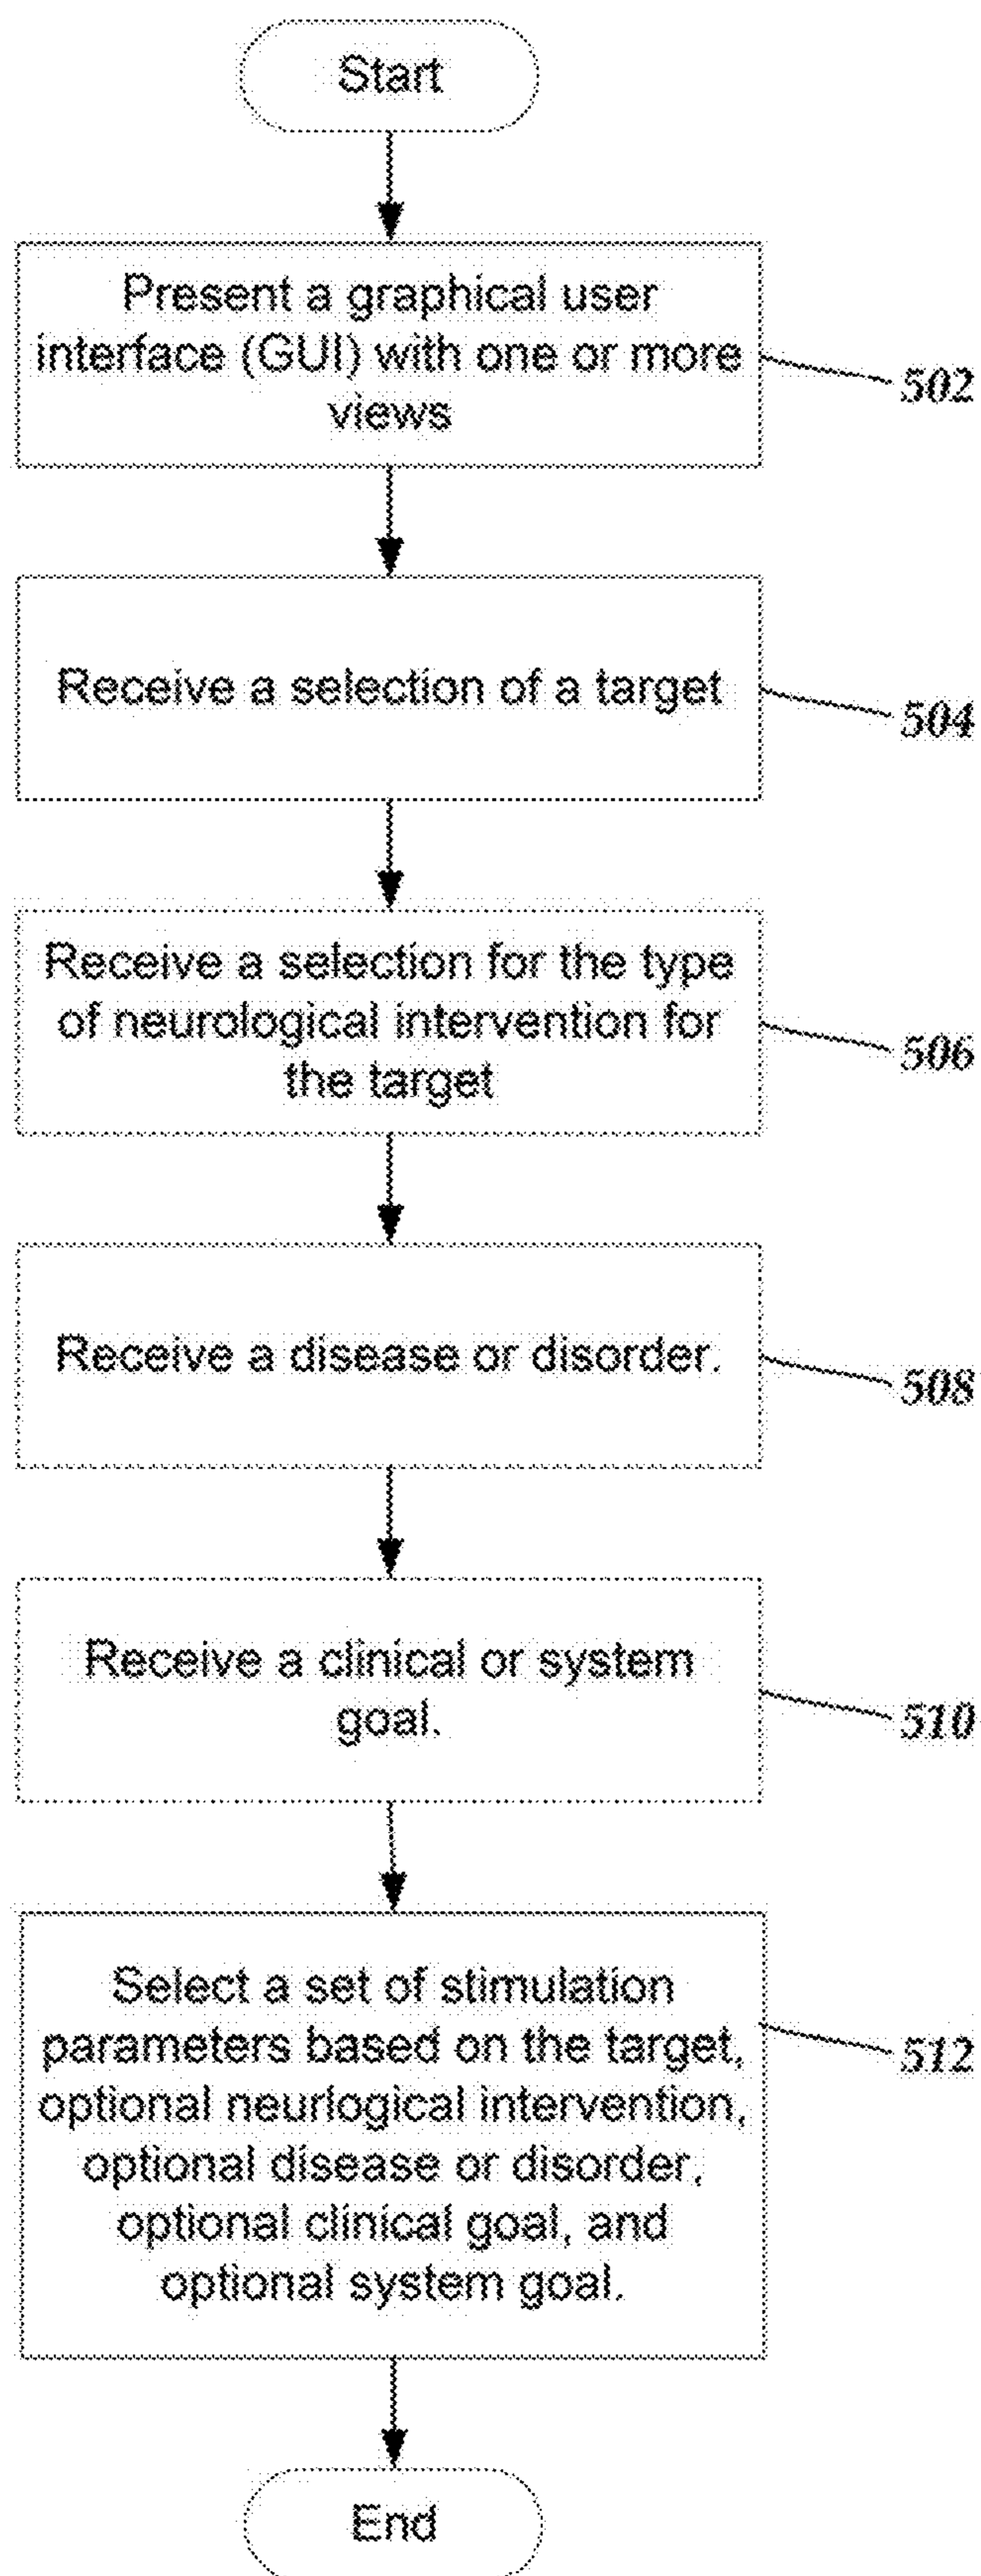 Start
Present a graphical user
interface (GUI) with one or more
views
502
Receive a selection of a target
504
Receive a selection for the type
of neurological intervention for
the target
506
Receive a disease or disorder.
508
Receive a clinical or system
goal.
510
Select a set of stimulation
parameters based on the target,
optional neurlogical intervention,
optional disease or disorder,
optional clinical goal, and
optional system goal.
512
End